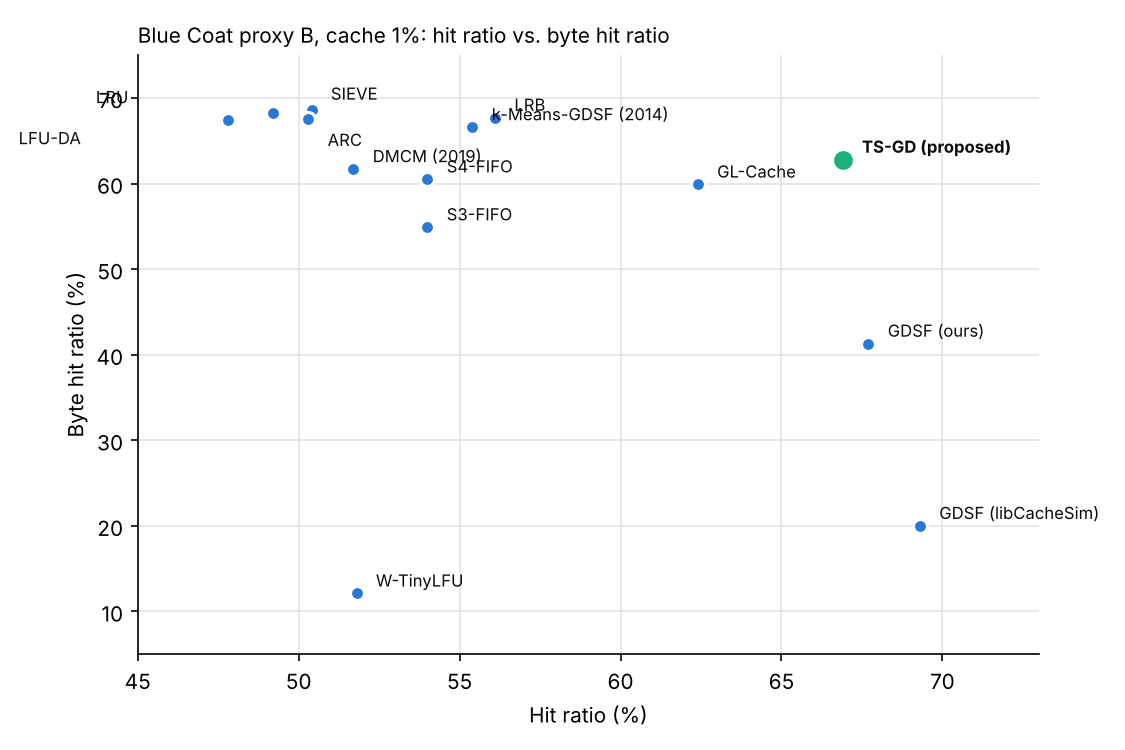 Blue Coat proxy B, cache 1%: hit ratio vs. byte hit ratio
LRU
70
SIEVE
LRB
k-Means-GDSF (2014)
LFU-DA
ARC
TS-GD (proposed)
DMCM (2019)
S4-FIFO
GL-Cache
60
S3-FIFO
50
GDSF (ours)
40
Byte hit ratio (%)
30
20
GDSF (libCacheSim)
W-TinyLFU
10
45 50 55 60 65 70
Hit ratio (%)